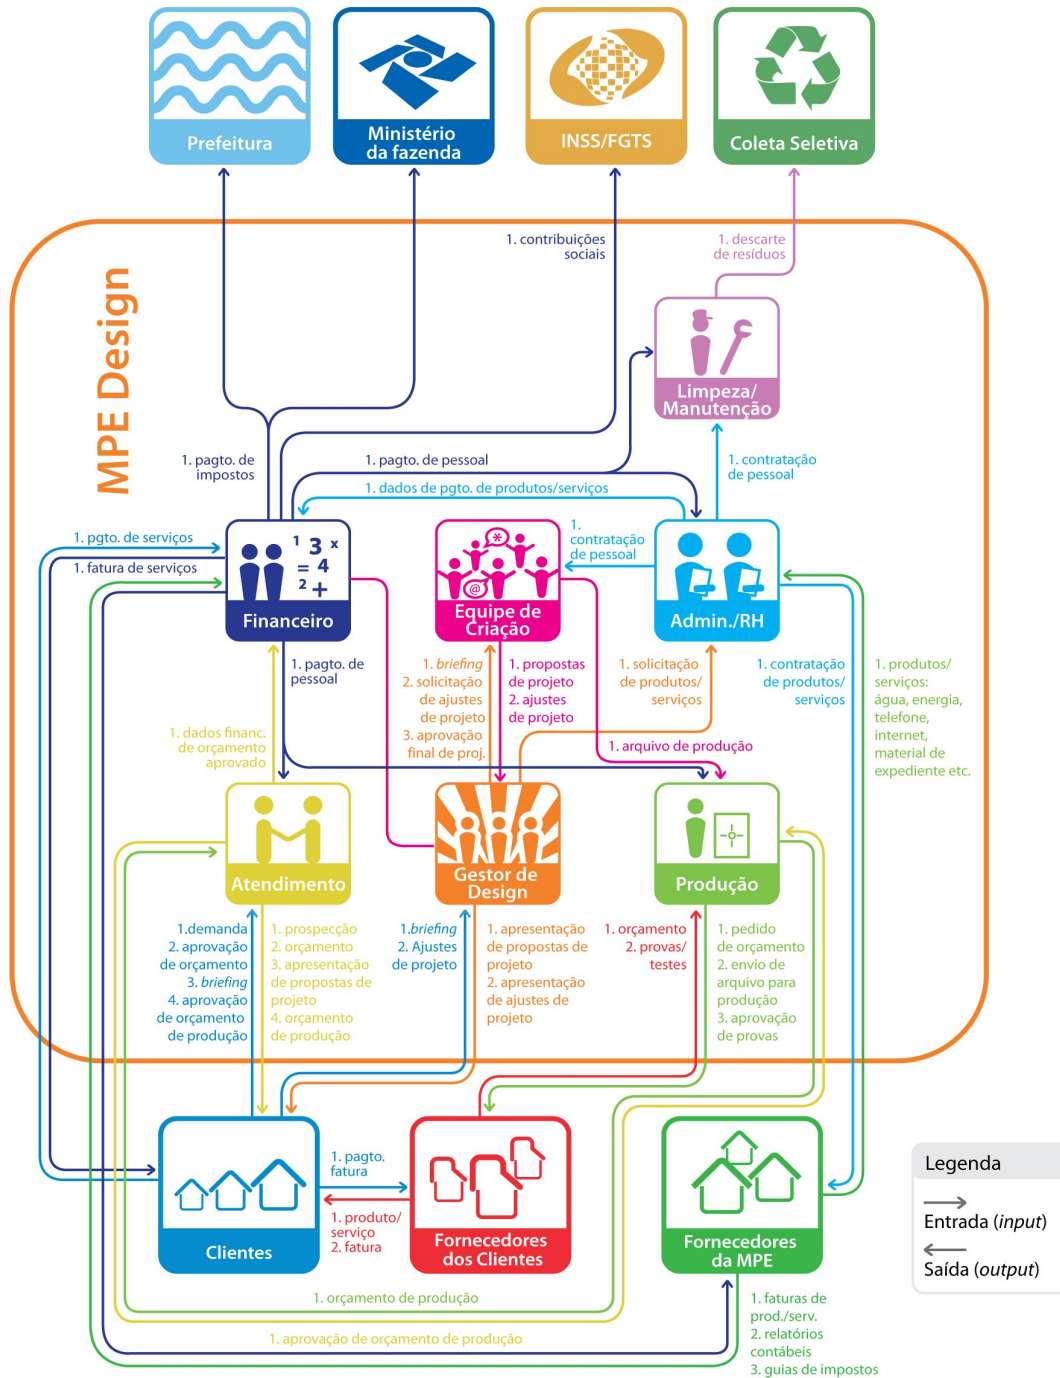 Prefeitura
Ministério
da fazenda
INSS/FGTS
Coleta Seletiva
MPE Design
1. contribuições
sociais
1. descarte
de resíduos
Limpeza/
Manutenção
1. pagto. de
impostos
1. pagto. de pessoal
1. contratação
de pessoal
1. dados de pgto. de produtos/serviços
1. pgto. de serviços
1. fatura de serviços
1 3 x
= 4
2 +
Financeiro
*
@
Equipe de
Criação
1.
contratação
de pessoal
Admin./RH
1. pagto. de
pessoal
1. briefing
2. solicitação
de ajustes
de projeto
3. aprovação
final de proj.
1. propostas
de projeto
2. ajustes
de projeto
1. solicitação
de produtos/
serviços
1. contratação
de produtos/
serviços
1. produtos/
serviços:
água, energia,
telefone,
internet,
material de
expediente etc.
1. dados financ.
de orçamento
aprovado
1. arquivo de produção
Atendimento
Gestor de
Design
Produção
1.demanda
2. aprovação
de orçamento
3. briefing
4. aprovação
de orçamento
de produção
1. prospecção
2. orçamento
3. apresentação
de propostas de
projeto
4. orçamento
de produção
1.briefing
2. Ajustes
de projeto
1. apresentação
de propostas de
projeto
2. apresentação
de ajustes de
projeto
1. orçamento
2. provas/
testes
1. pedido
de orçamento
2. envio de
arquivo para
produção
3. aprovação
de provas
Clientes
1. pagto.
fatura
1. produto/
serviço
2. fatura
Fornecedores
dos Clientes
Fornecedores
da MPE
Legenda
Entrada (input)
Saída (output)
1. orçamento de produção
1. aprovação de orçamento de produção
1. faturas de
prod./serv.
2. relatórios
contábeis
3. guias de impostos